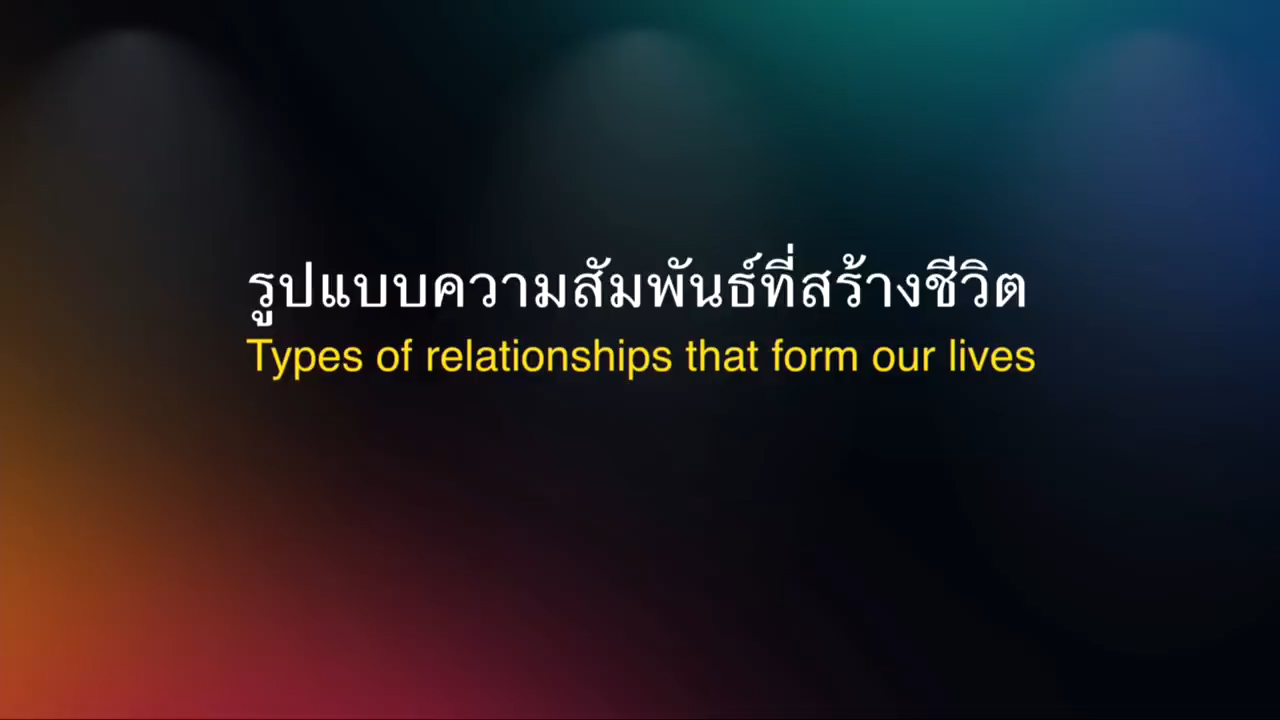 รูปแบบความสัมพันธ์ที่สร้างชีวิต
Types of relationships that form our lives